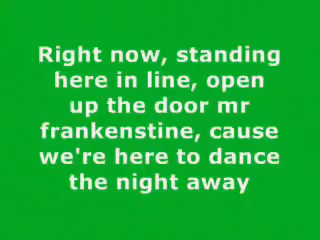 Right now, standing
here in line, open
up the door mr
frankenstine, cause
we're here to dance
the night away